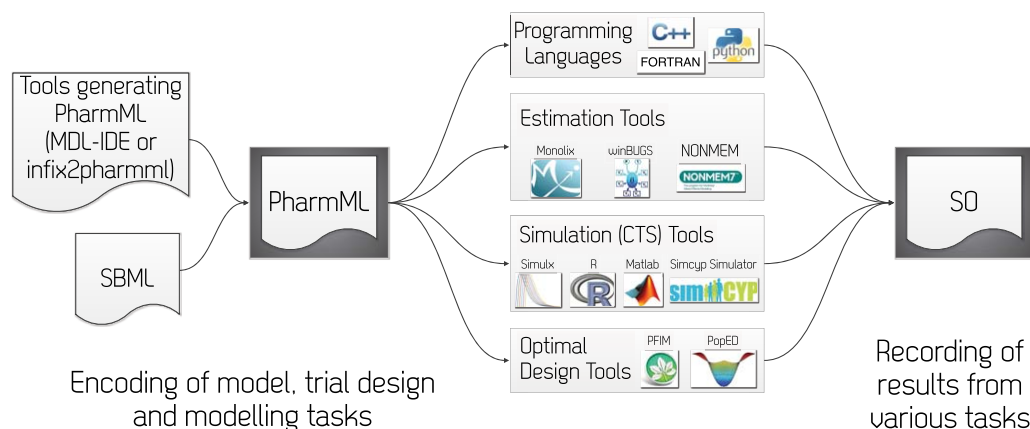 Tools generating
PharmML
(MDL-IDE or
infix2pharmml)
SBML
PharmML
Encoding of model, trial design
and modelling tasks
Programming
Languages
C++
FORTRAN
python
Estimation Tools
Monolix
winBUGS
NONMEM
NONMEM7
Simulation (CTS) Tools
Simulx
R
Matlab
Simcyp Simulator
R
simCYP
Optimal
Design Tools
PFIM
PopED
SO
Recording of
results from
various tasks